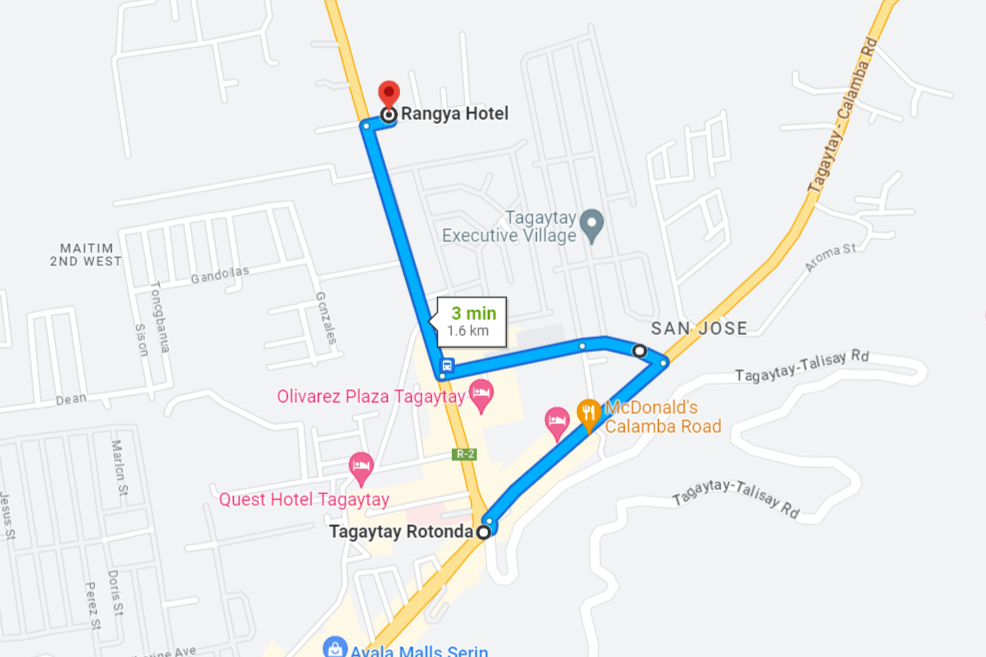 Rangya Hotel
Tagaytay - Calamba Rd
Tagaytay
Executive Village
MAITIM
2ND WEST
Gandolas
Aroma St
Tongbanua
Sison
Gonzales
3 min
1.6 km
SAN JOSE
Tagaytay-Talisay Rd
Dean
Olivarez Plaza Tagaytay
McDonald's
Calamba Road
R-2
Marlon St
Quest Hotel Tagaytay
Tagaytay-Talisay Rd
Jesus St
Tagaytay Rotonda
Doris St
Perez St
Ave
Ayala Malls Serin